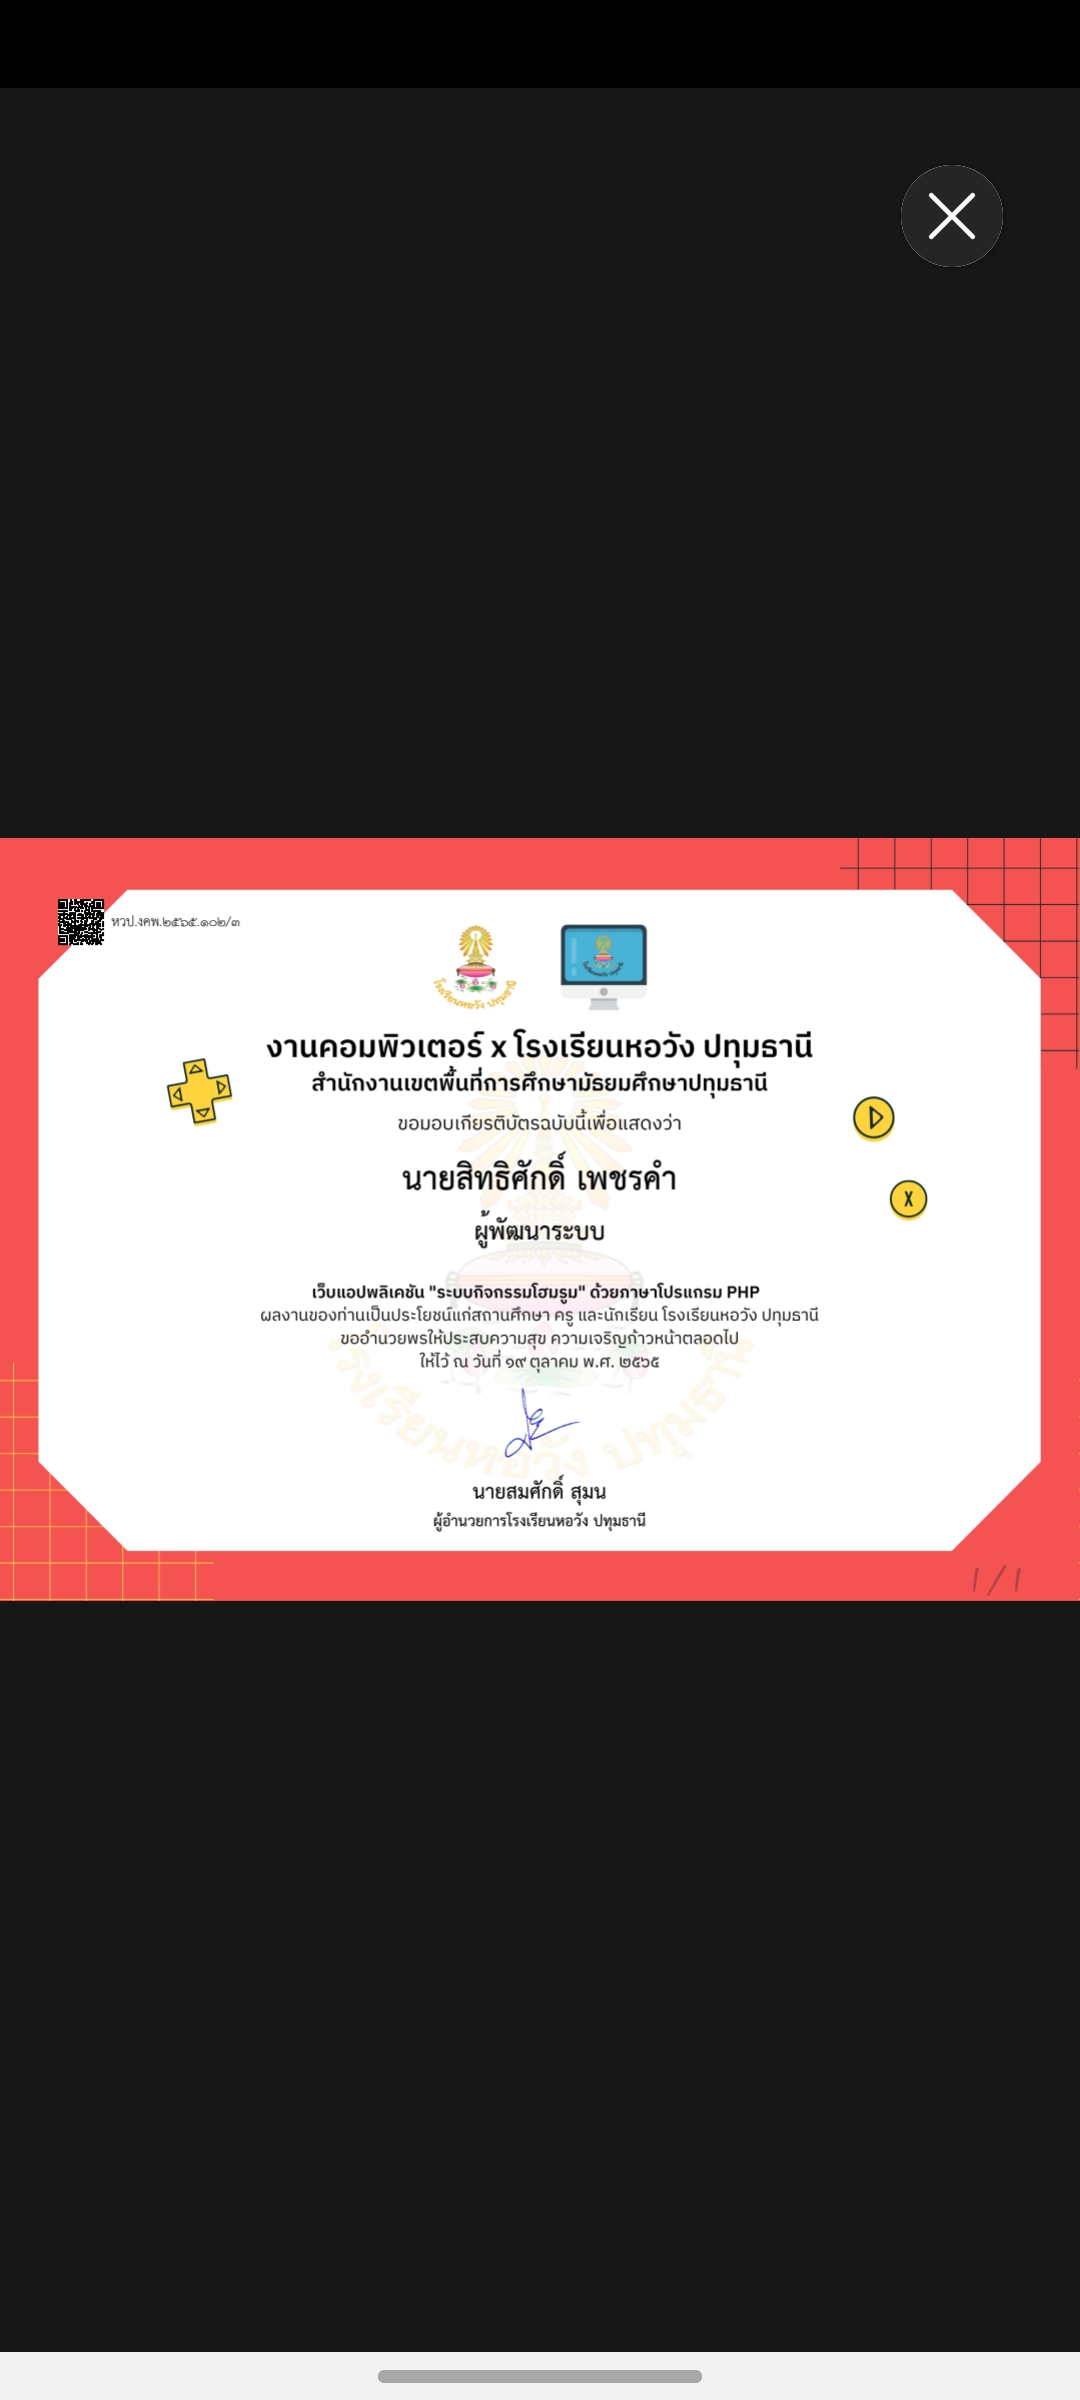 หวป.งคพ.๒๕๖๕.๑๐๒/๓
โรงเรียนหอวัง ปทุมธานี
งานคอมพิวเตอร์ x โรงเรียนหอวัง ปทุมธานี
สำนักงานเขตพื้นที่การศึกษามัธยมศึกษาปทุมธานี
ขอมอบเกียรติบัตรฉบับนี้เพื่อแสดงว่า
นายสิทธิศักดิ์ เพชรคำ
ผู้พัฒนาระบบ
X
เว็บแอปพลิเคชัน "ระบบกิจกรรมโฮมรูม" ด้วยภาษาโปรแกรม PHP
ผลงานของท่านเป็นประโยชน์แก่สถานศึกษา ครู และนักเรียน โรงเรียนหอวัง ปทุมธานี
ขออำนวยพรให้ประสบความสุข ความเจริญก้าวหน้าตลอดไป
ให้ไว้ ณ วันที่ ๑๙ ตุลาคม พ.ศ. ๒๕๖๕
โรงเรียนหอวัง ปทุมธานี
นายสมศักดิ์ สุมน
ผู้อำนวยการโรงเรียนหอวัง ปทุมธานี
1/1